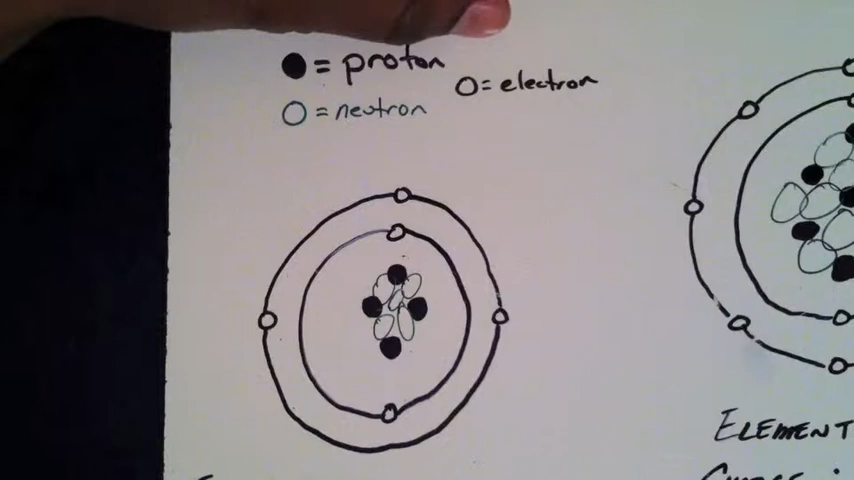 = proton
= electron
= neutron
ELEMENT